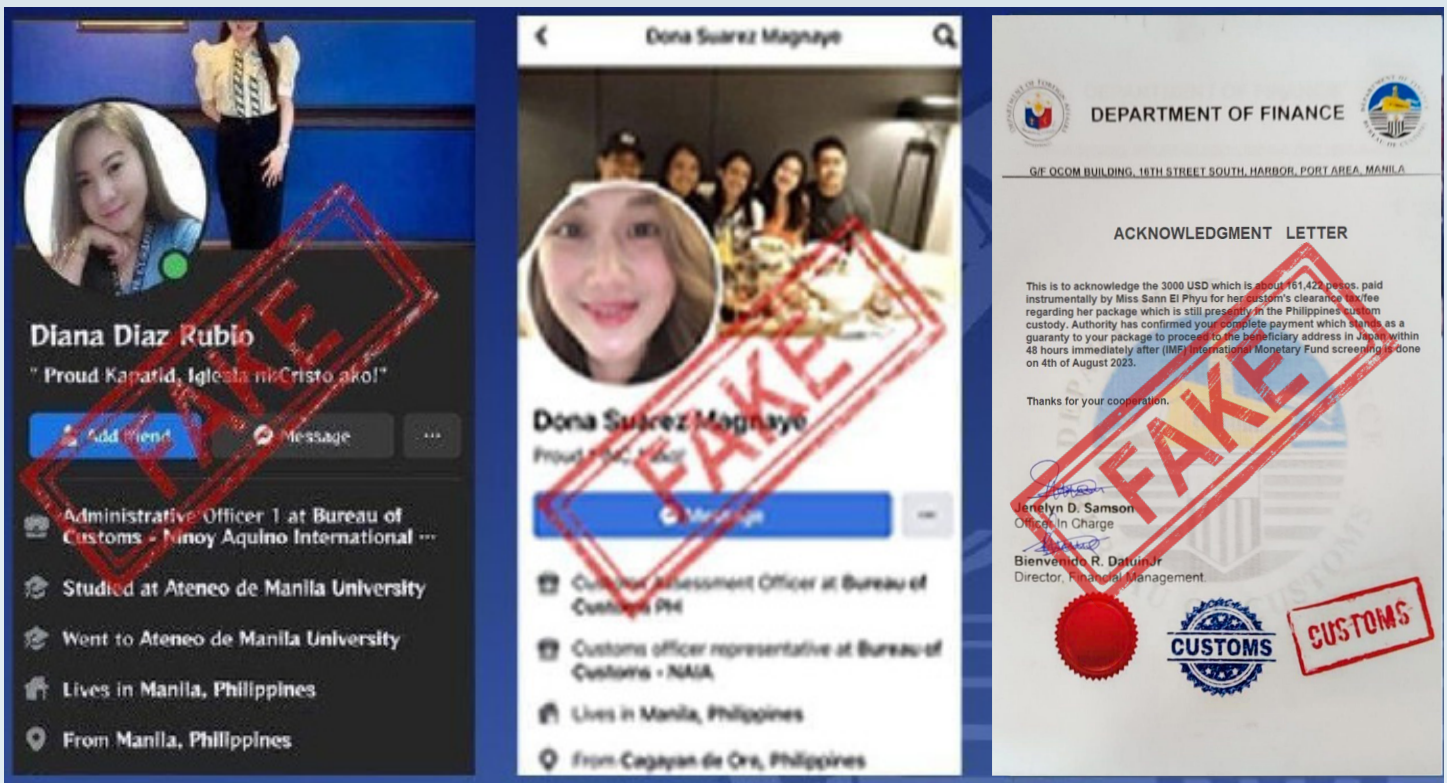 Diana Diaz Rubio
" Proud Kapatid, Iglesia niCristo ako!"
Add friend
Message
Administrative Officer 1 at Bureau of
Customs - Ninoy Aquino International ...
Studied at Ateneo de Manila University
Went to Ateneo de Manila University
Lives in Manila, Philippines
From Manila, Philippines
FAKE
Dona Suarez Magnaye
Dona Suarez Magnaye
Proud
Message
Customs Assessment Officer at Bureau of
Customs PH
Customs officer representative at Bureau of
Customs - NAIA
Lives in Manila, Philippines
From Cagayan de Oro, Philippines
FAKE
DEPARTMENT OF FINANCE
G/F OCOM BUILDING, 16TH STREET SOUTH, HARBOR, PORT AREA, MANILA
ACKNOWLEDGMENT LETTER
This is to acknowledge the 3000 USD which is about 161,422 pesos. paid
instrumentally by Miss Sann El Phyu for her custom's clearance tax/fee
regarding her package which is still presently in the Philippines custom
custody. Authority has confirmed your complete payment which stands as a
guaranty to your package to proceed to the beneficiary address in Japan within
48 hours immediately after (IMF) International Monetary Fund screening is done
on 4th of August 2023.
Thanks for your cooperation.
Jenelyn D. Samson
Officer In Charge
Bienvenido R. DatuinJr
Director, Financial Management.
CUSTOMS
CUSTOMS
FAKE